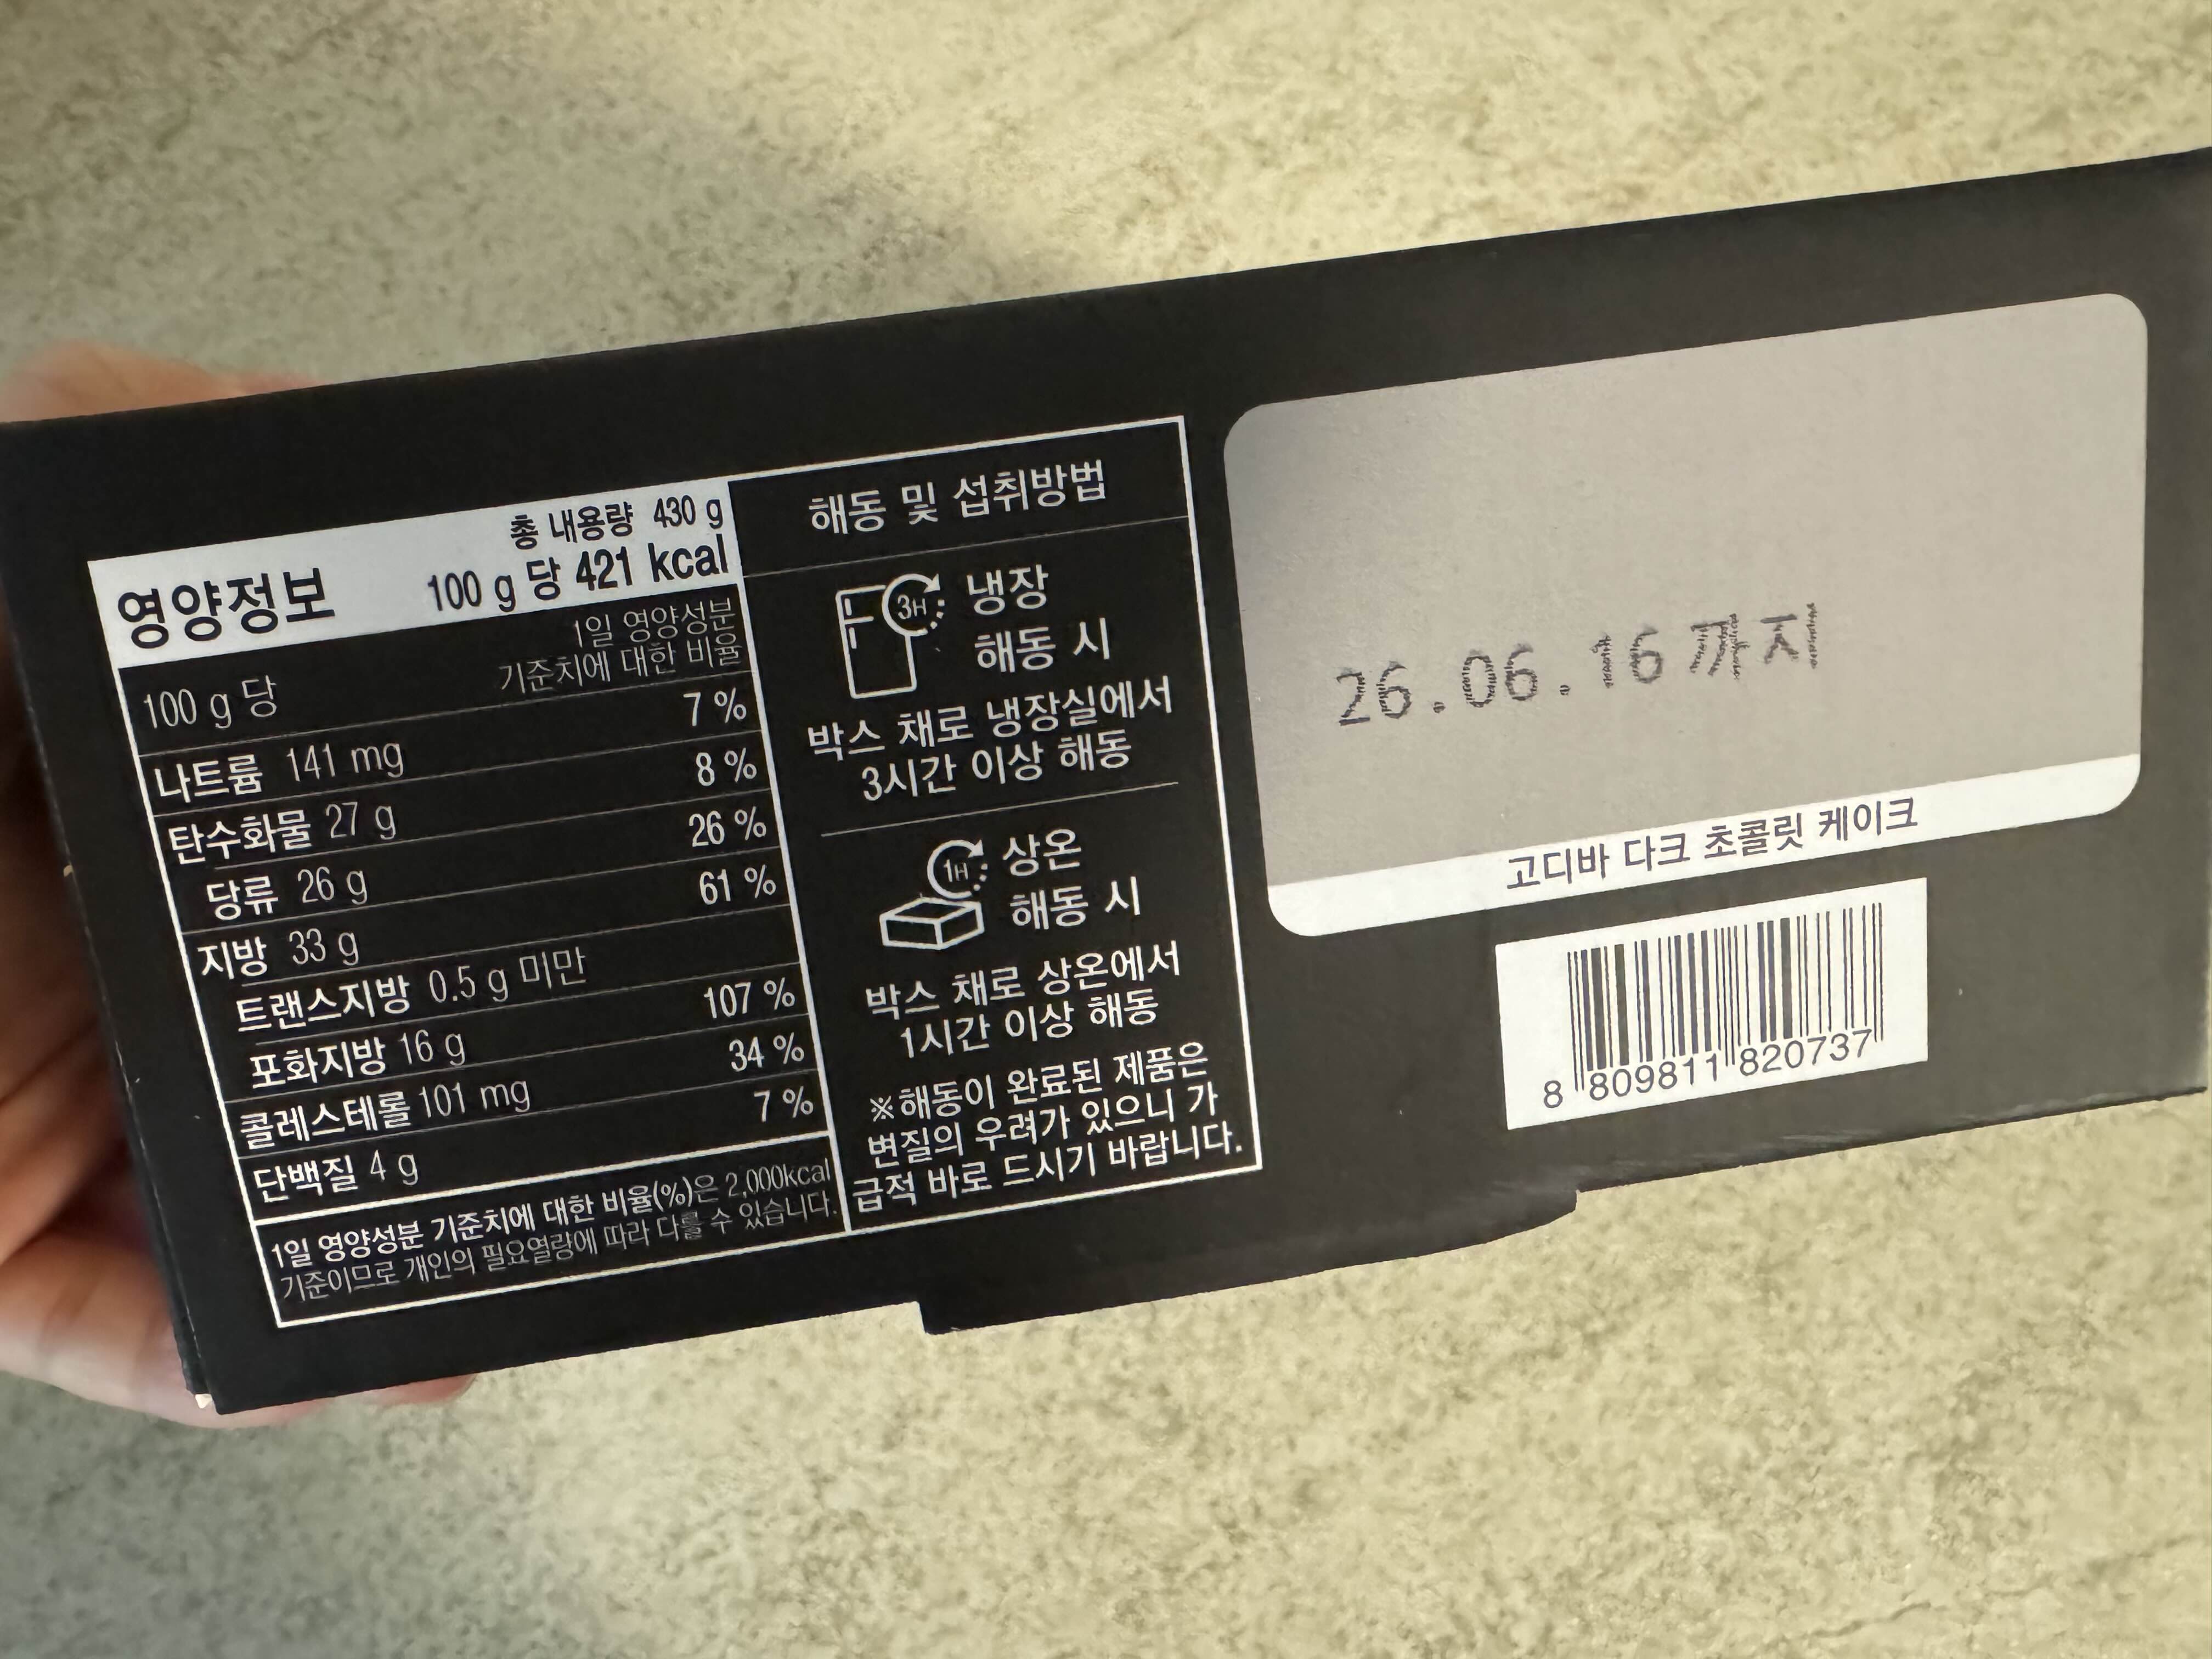 총 내용량 430 g
영양정보 100 g 당 421 kcal
1일 영양성분
100 g 당 기준치에 대한 비율
나트륨 141 mg 7 %
탄수화물 27 g 8 %
당류 26 g 26 %
지방 33 g 61 %
트랜스지방 0.5 g 미만
포화지방 16 g 107 %
콜레스테롤 101 mg 34 %
단백질 4 g 7 %
1일 영양성분 기준치에 대한 비율(%)은 2,000kcal
기준이므로 개인의 필요열량에 따라 다를 수 있습니다.
해동 및 섭취방법
3H 냉장
해동 시
박스 채로 냉장실에서
3시간 이상 해동
1H 상온
해동 시
박스 채로 상온에서
1시간 이상 해동
※해동이 완료된 제품은
변질의 우려가 있으니 가
급적 바로 드시기 바랍니다.
26.06.16 까지
고디바 다크 초콜릿 케이크
8 809811 820737